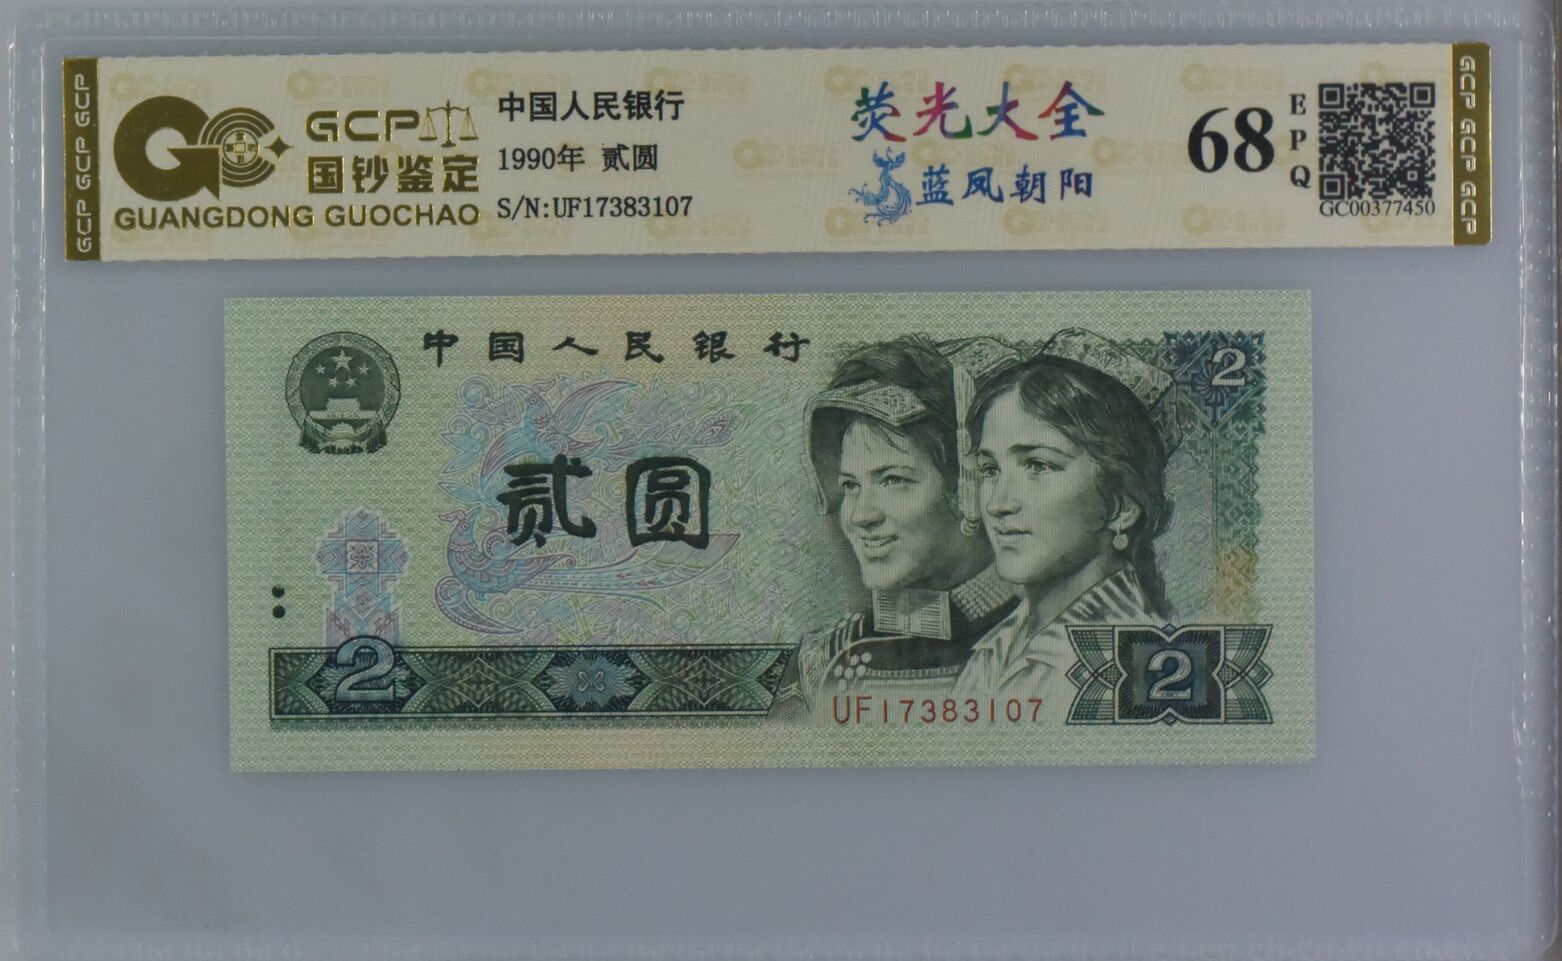 GCP GCP GCP
GCP
国钞鉴定
GUANGDONG GUOCHAO
中国人民银行
1990年 贰圆
S/N:UF17383107
荧光大全
蓝凤朝阳
68
EPQ
GC00377450
GCP GCP GCP
中国人民银行
2
贰圆
2
2
UF17383107